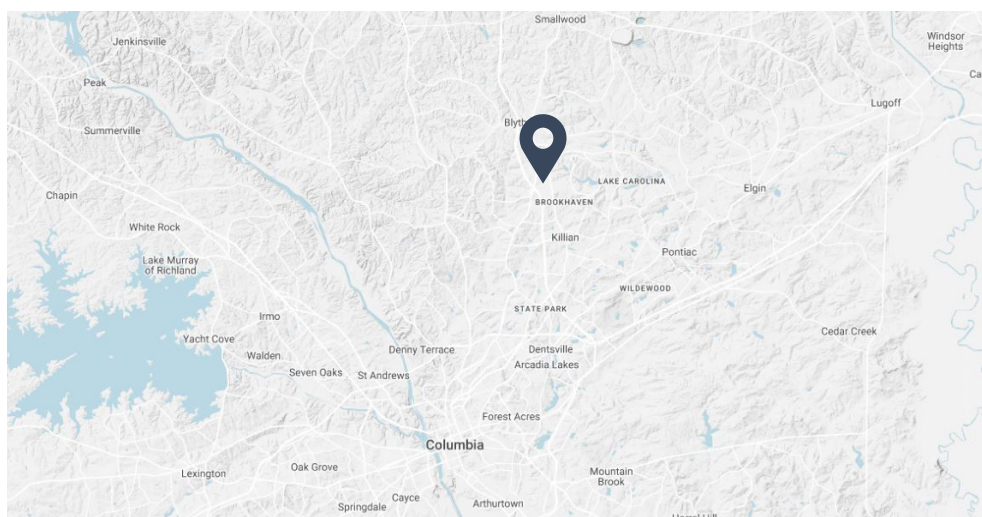 Smallwood
Jenkinsville
Windsor
Heights
Peak
Lugoff
Summerville
LAKE CAROLINA
Elgin
Chapin
BROOKHAVEN
White Rock
Killian
Pontiac
Lake Murray
of Richland
WILDEWOOD
STATE PARK
Irmo
Cedar Creek
Yacht Cove
Denny Terrace
Dentsville
Walden
Arcadia Lakes
Seven Oaks
St Andrews
Forest Acres
Columbia
Oak Grove
Lexington
Mountain
Brook
Cayce
Arthurtown
Springdale